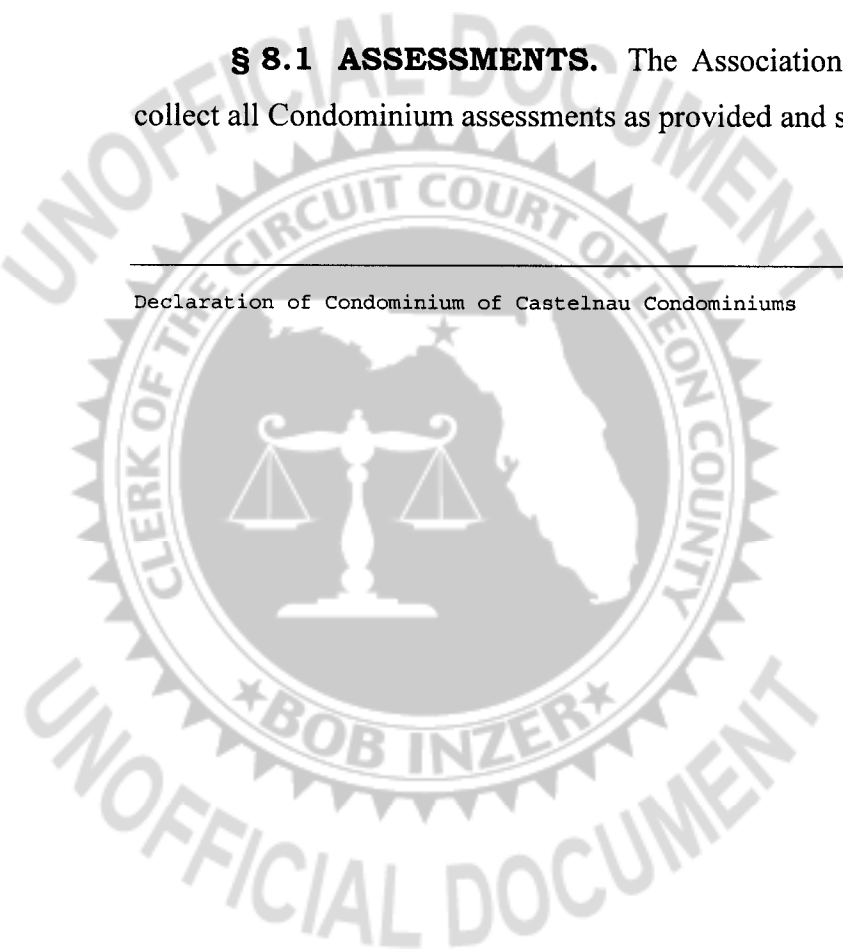 UNOFFICIAL DOCUMENT
§ 8.1 ASSESSMENTS. The Association
collect all Condominium assessments as provided and
CLERK OF THE CIRCUIT COURT OF LEON COUNTY
Declaration of Condominium of Castelnau Condominiums
★BOB INZER★
UNOFFICIAL DOCUMENT